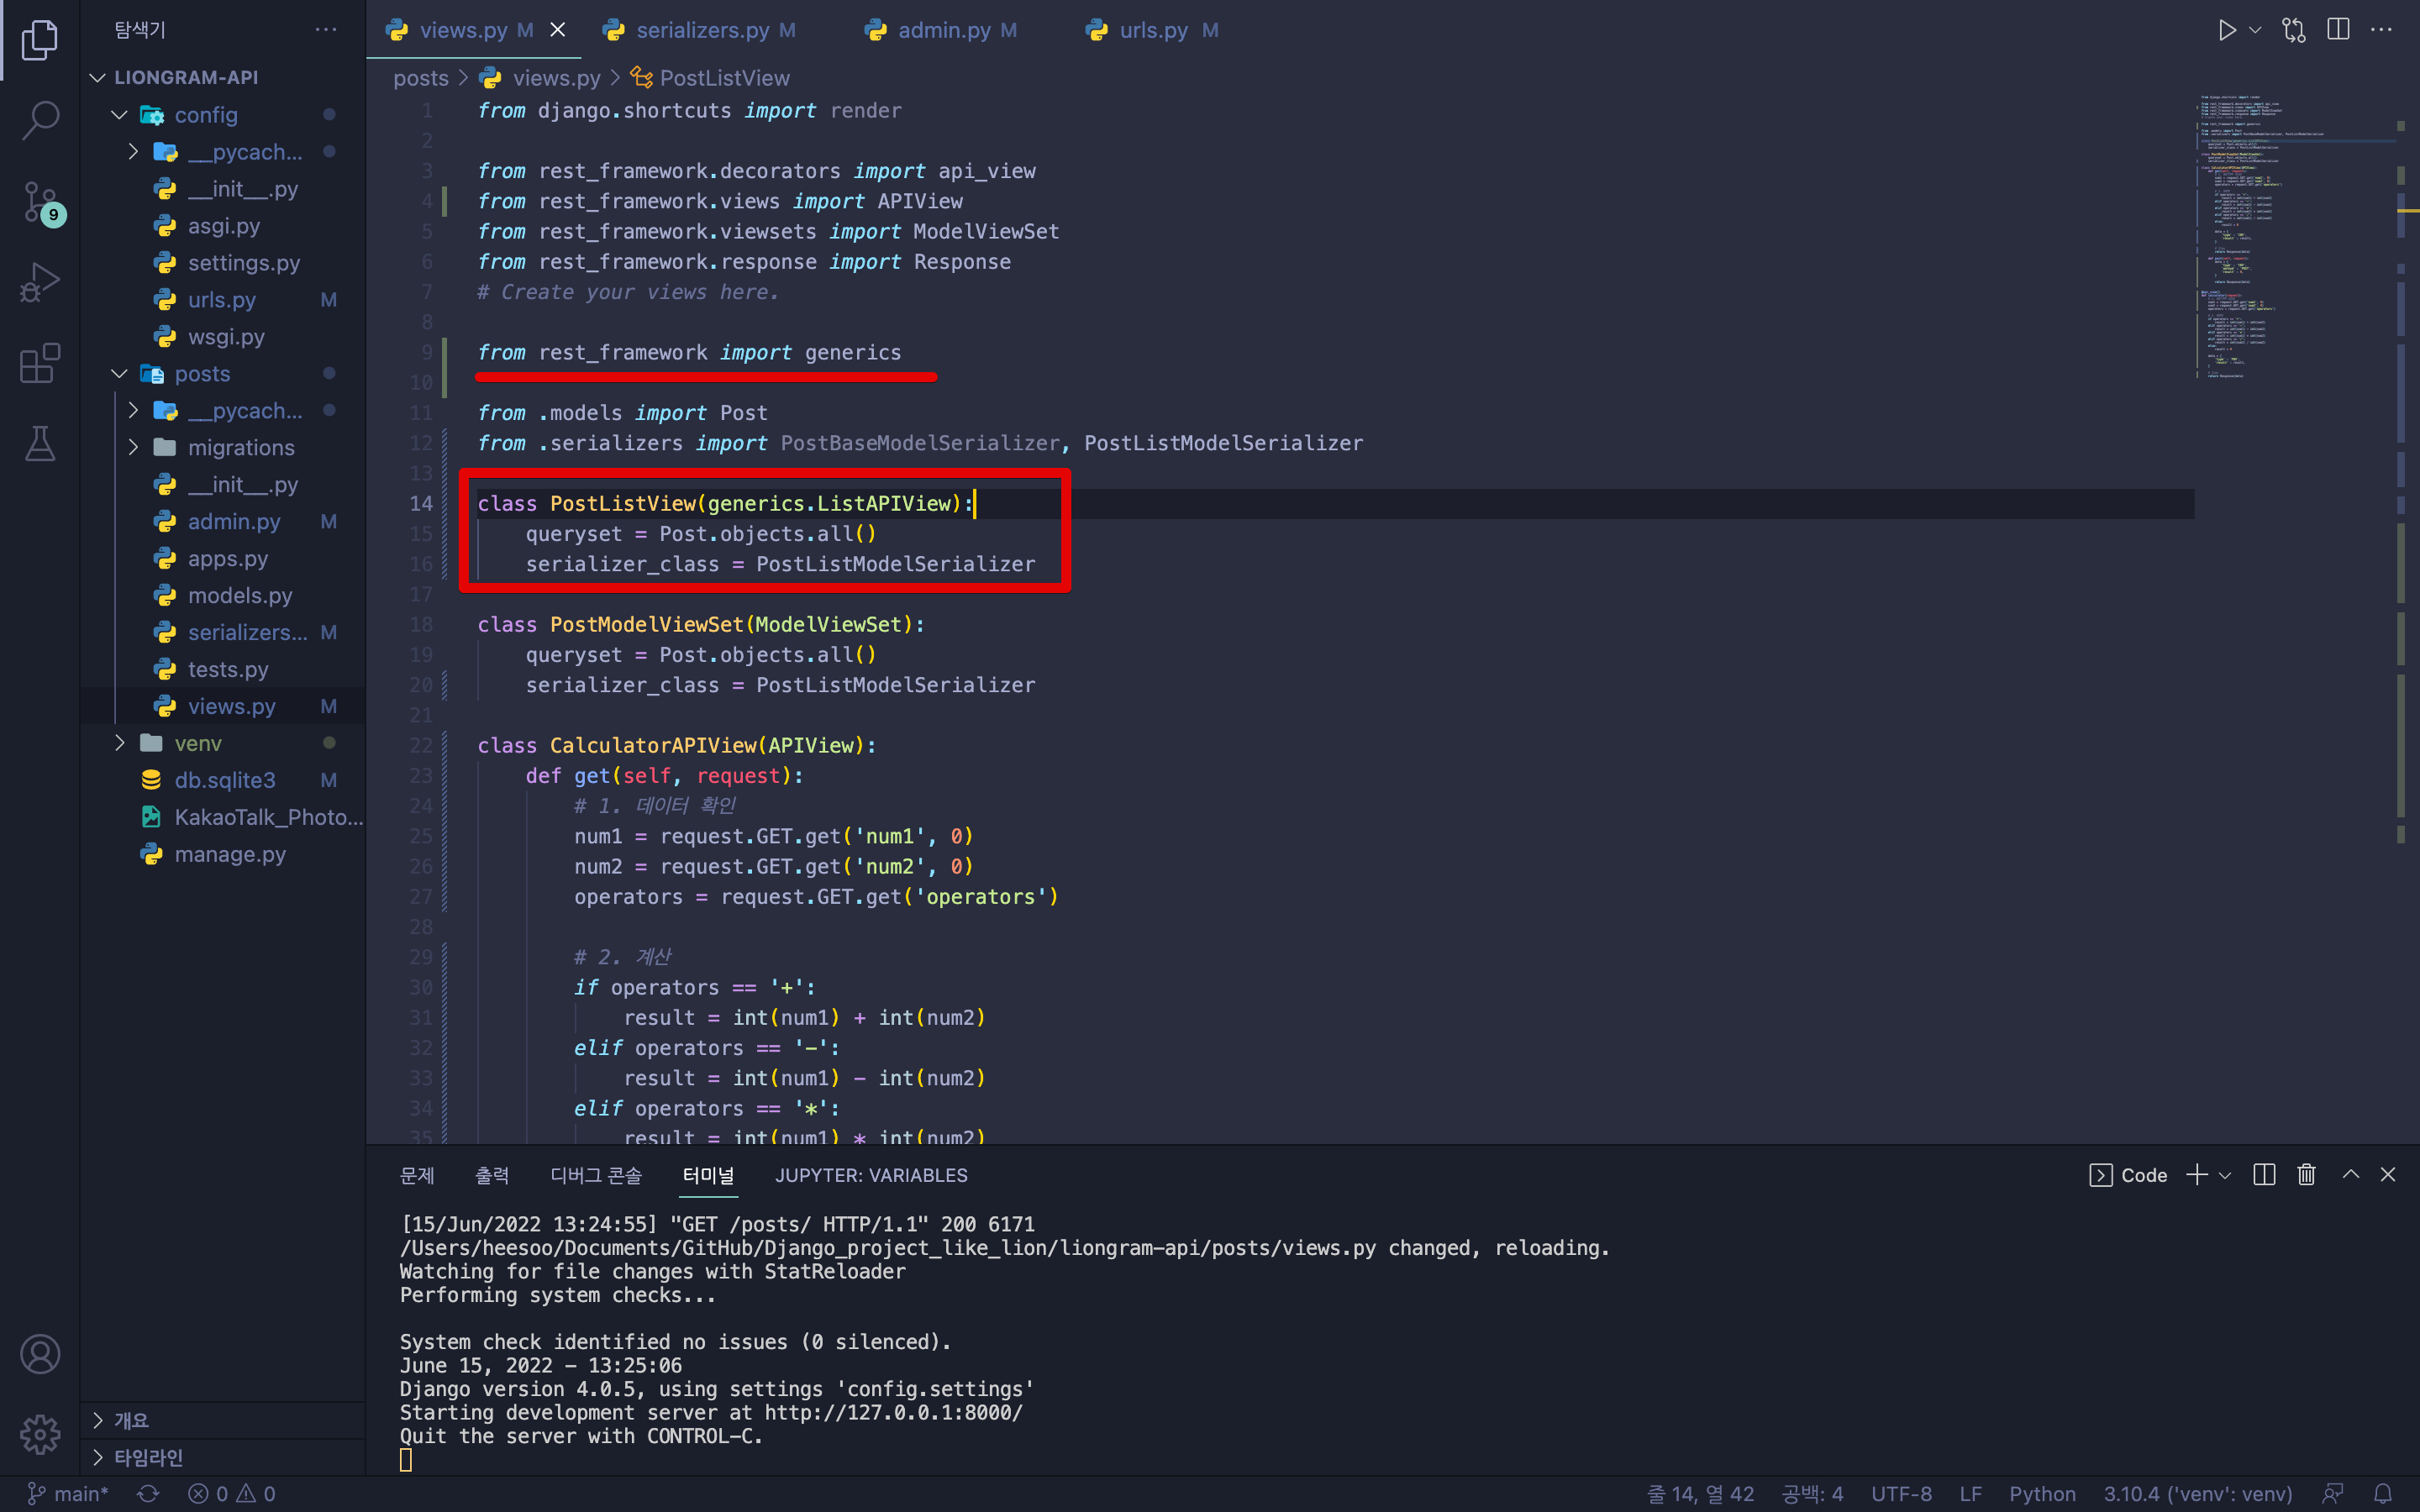 탐색기
LIONGRAM-API
config
__pycach...
__init__.py
asgi.py
settings.py
urls.py M
wsgi.py
posts
__pycach...
migrations
__init__.py
admin.py M
apps.py
models.py
serializers... M
tests.py
views.py M
venv
db.sqlite3 M
KakaoTalk_Photo...
manage.py
개요
타임라인
9
views.py M
serializers.py M
admin.py M
urls.py M
posts > views.py > PostListView
1 from django.shortcuts import render
2
3 from rest_framework.decorators import api_view
4 from rest_framework.views import APIView
5 from rest_framework.viewsets import ModelViewSet
6 from rest_framework.response import Response
7 # Create your views here.
8
9 from rest_framework import generics
10
11 from .models import Post
12 from .serializers import PostBaseModelSerializer, PostListModelSerializer
13
14 class PostListView(generics.ListAPIView):
15 queryset = Post.objects.all()
16 serializer_class = PostListModelSerializer
17
18 class PostModelViewSet(ModelViewSet):
19 queryset = Post.objects.all()
20 serializer_class = PostListModelSerializer
21
22 class CalculatorAPIView(APIView):
23 def get(self, request):
24 # 1. 데이터 확인
25 num1 = request.GET.get('num1', 0)
26 num2 = request.GET.get('num2', 0)
27 operators = request.GET.get('operators')
28
29 # 2. 계산
30 if operators == '+':
31 result = int(num1) + int(num2)
32 elif operators == '-':
33 result = int(num1) - int(num2)
34 elif operators == '*':
35 result = int(num1) * int(num2)
문제 출력 디버그 콘솔 터미널 JUPYTER: VARIABLES
Code
[15/Jun/2022 13:24:55] "GET /posts/ HTTP/1.1" 200 6171
/Users/heesoo/Documents/GitHub/Django_project_like_lion/liongram-api/posts/views.py changed, reloading.
Watching for file changes with StatReloader
Performing system checks...
System check identified no issues (0 silenced).
June 15, 2022 - 13:25:06
Django version 4.0.5, using settings 'config.settings'
Starting development server at http://127.0.0.1:8000/
Quit the server with CONTROL-C.
main* 0 0
줄 14, 열 42 공백: 4 UTF-8 LF Python 3.10.4 ('venv': venv)